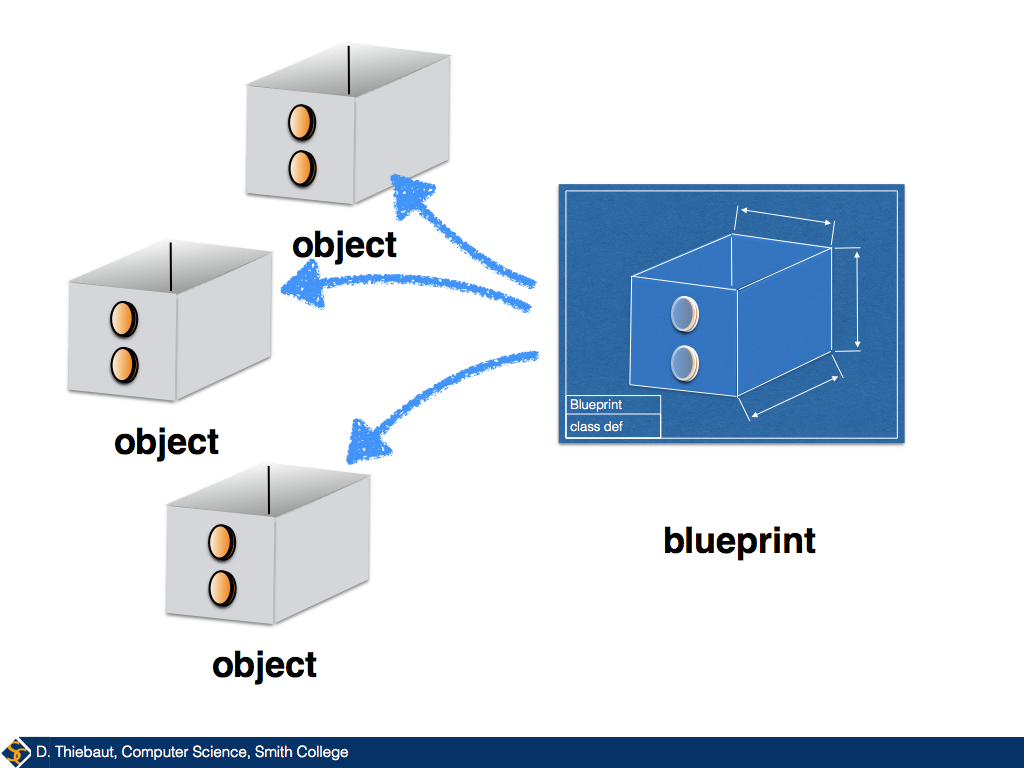 object
object
object
Blueprint
class def
blueprint
D. Thiebaut, Computer Science, Smith College